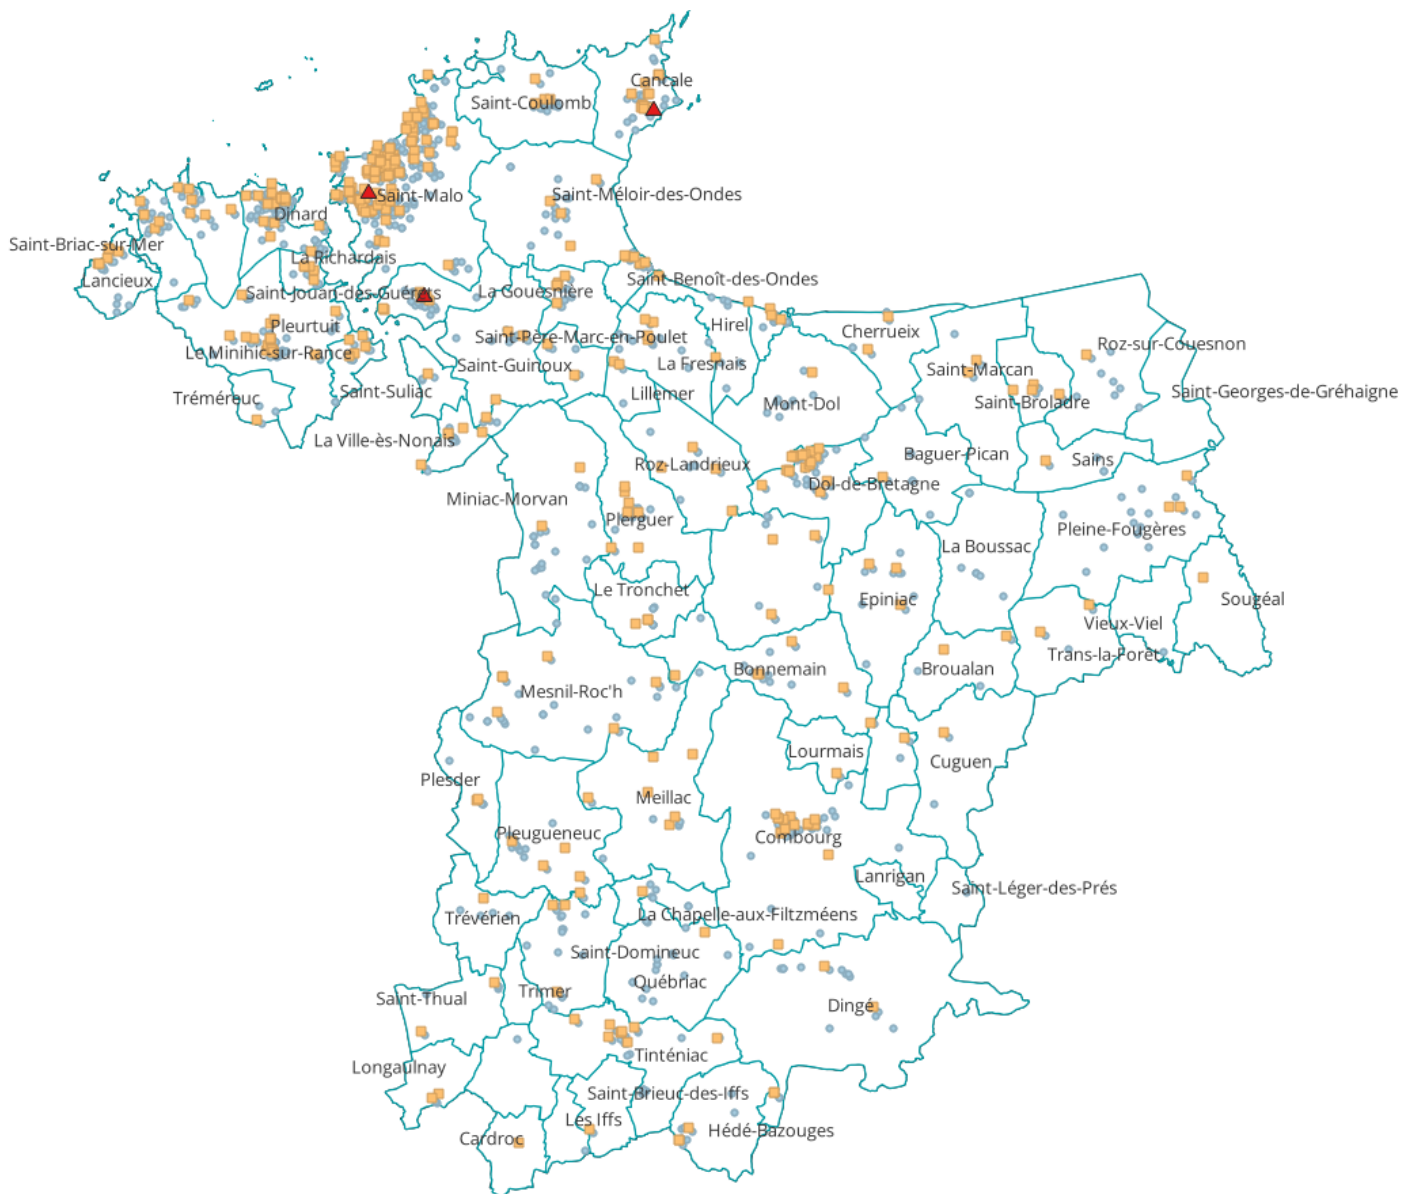 Cancale
Saint-Coulomb
Saint-Malo
Saint-Méloir-des-Ondes
Dinard
Saint-Briac-sur-Mer
La Richardais
Lancieux
Saint-Benoît-des-Ondes
Saint-Jouan-des-Guérets
La Gouesnière
Pleurtuit
Hirel
Cherrueix
Saint-Père-Marc-en-Poulet
Roz-sur-Couesnon
Le Minihic-sur-Rance
Saint-Guinoux
La Fresnais
Saint-Marcan
Tréméreuc
Saint-Suliac
Lillemer
Mont-Dol
Saint-Broladre
Saint-Georges-de-Gréhaigne
La Ville-ès-Nonais
Baguer-Pican
Sains
Roz-Landrieux
Dol-de-Bretagne
Miniac-Morvan
Plerguer
Pleine-Fougères
La Boussac
Le Tronchet
Epiniac
Sougéal
Vieux-Viel
Trans-la-Forêt
Bonnemain
Broualan
Mesnil-Roc'h
Lourmais
Cuguen
Plesder
Meillac
Pleugueneuc
Combourg
Lanrigan
Saint-Léger-des-Prés
Trévérien
La Chapelle-aux-Filtzméens
Saint-Domineuc
Québriac
Trimer
Saint-Thual
Dingé
Tinténiac
Longaulnay
Saint-Brieuc-des-Iffs
Les Iffs
Cardroc
Hédé-Bazouges